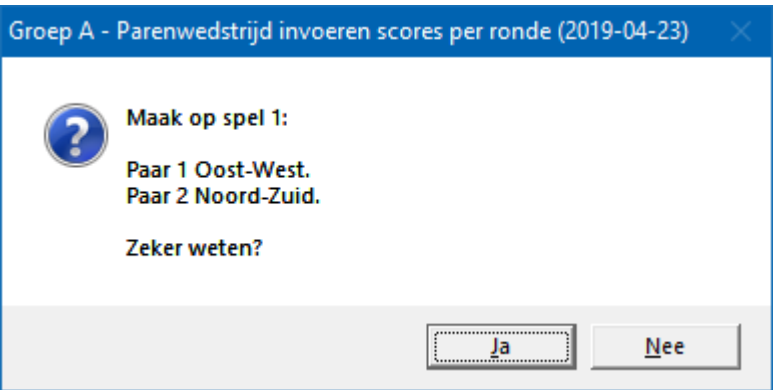 Groep A - Parenwedstrijd invoeren scores per ronde (2019-04-23)
Maak op spel 1:
Paar 1 Oost-West.
Paar 2 Noord-Zuid.
Zeker weten?
Ja
Nee